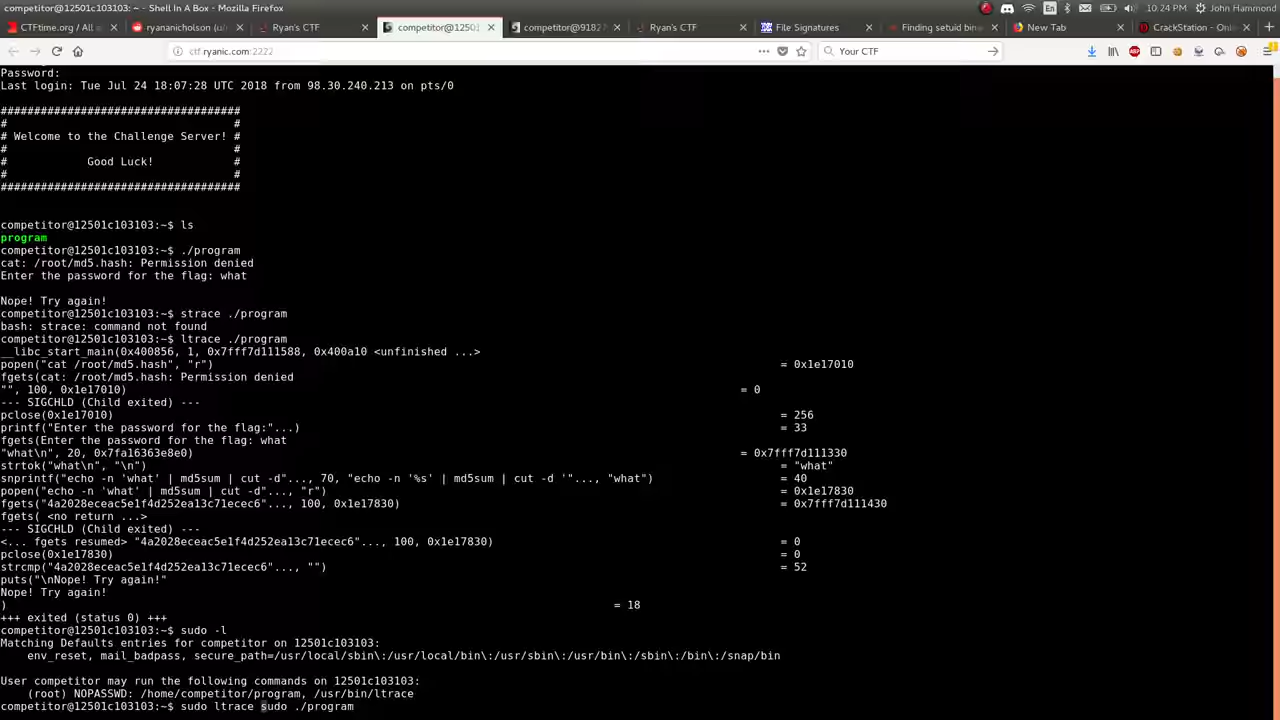 competitor@12501c103103: ~ - Shell In A Box - Mozilla Firefox
En
10:24 PM
John Hammond
CTFtime.org / All a
ryananicholson (u/
Ryan's CTF
competitor@1250
competitor@9187
Ryan's CTF
File Signatures
Finding setuid bina
New Tab
CrackStation - Onli
ctf.ryanic.com:2222
Your CTF
Password:
Last login: Tue Jul 24 18:07:28 UTC 2018 from 98.30.240.213 on pts/0
####################################
#                                  #
# Welcome to the Challenge Server! #
#                                  #
#            Good Luck!            #
#                                  #
####################################
competitor@12501c103103:~$ ls
program
competitor@12501c103103:~$ ./program
cat: /root/md5.hash: Permission denied
Enter the password for the flag: what
Nope! Try again!
competitor@12501c103103:~$ strace ./program
bash: strace: command not found
competitor@12501c103103:~$ ltrace ./program
__libc_start_main(0x400856, 1, 0x7fff7d111588, 0x400a10 <unfinished ...>
popen("cat /root/md5.hash", "r") = 0x1e17010
fgets(cat: /root/md5.hash: Permission denied
"", 100, 0x1e17010) = 0
--- SIGCHLD (Child exited) ---
pclose(0x1e17010) = 256
printf("Enter the password for the flag:"...) = 33
fgets(Enter the password for the flag: what
"what\n", 20, 0x7fa16363e8e0) = 0x7fff7d111330
strtok("what\n", "\n") = "what"
snprintf("echo -n 'what' | md5sum | cut -d"..., 70, "echo -n '%s' | md5sum | cut -d '"..., "what") = 40
popen("echo -n 'what' | md5sum | cut -d"..., "r") = 0x1e17830
fgets("4a2028eceac5e1f4d252ea13c71ecec6"..., 100, 0x1e17830) = 0x7fff7d111430
fgets( <no return ...>
--- SIGCHLD (Child exited) ---
<... fgets resumed> "4a2028eceac5e1f4d252ea13c71ecec6"..., 100, 0x1e17830) = 0
pclose(0x1e17830) = 0
strcmp("4a2028eceac5e1f4d252ea13c71ecec6"..., "") = 52
puts("\nNope! Try again!"
Nope! Try again!
) = 18
+++ exited (status 0) +++
competitor@12501c103103:~$ sudo -l
Matching Defaults entries for competitor on 12501c103103:
env_reset, mail_badpass, secure_path=/usr/local/sbin\:/usr/local/bin\:/usr/sbin\:/usr/bin\:/sbin\:/bin\:/snap/bin
User competitor may run the following commands on 12501c103103:
(root) NOPASSWD: /home/competitor/program, /usr/bin/ltrace
competitor@12501c103103:~$ sudo ltrace sudo ./program